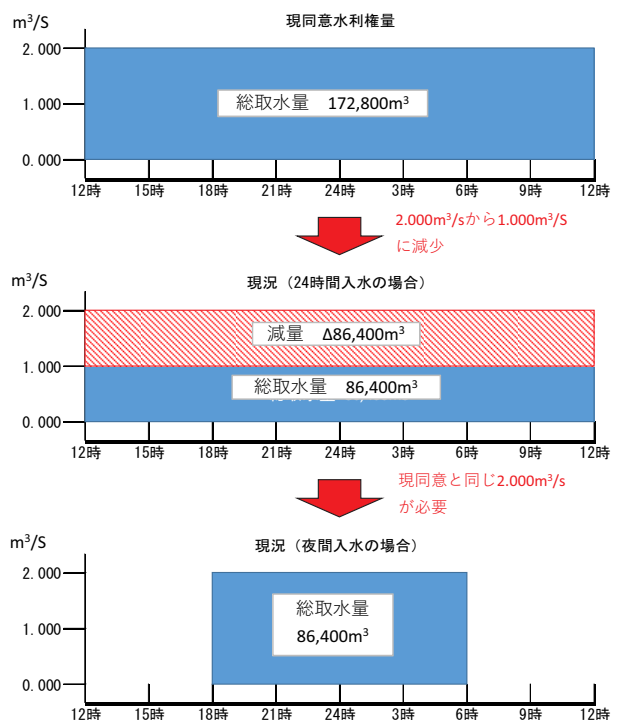 m³/S
現同意水利権量
2.000
1.000
0.000
総取水量 172,800m³
12時 15時 18時 21時 24時 3時 6時 9時 12時
2.000m³/sから1.000m³/S
に減少
m³/S
現況（24時間入水の場合）
2.000
1.000
0.000
減量 Δ86,400m³
総取水量 86,400m³
12時 15時 18時 21時 24時 3時 6時 9時 12時
現同意と同じ2.000m³/s
が必要
m³/S
現況（夜間入水の場合）
2.000
1.000
0.000
総取水量
86,400m³
12時 15時 18時 21時 24時 3時 6時 9時 12時